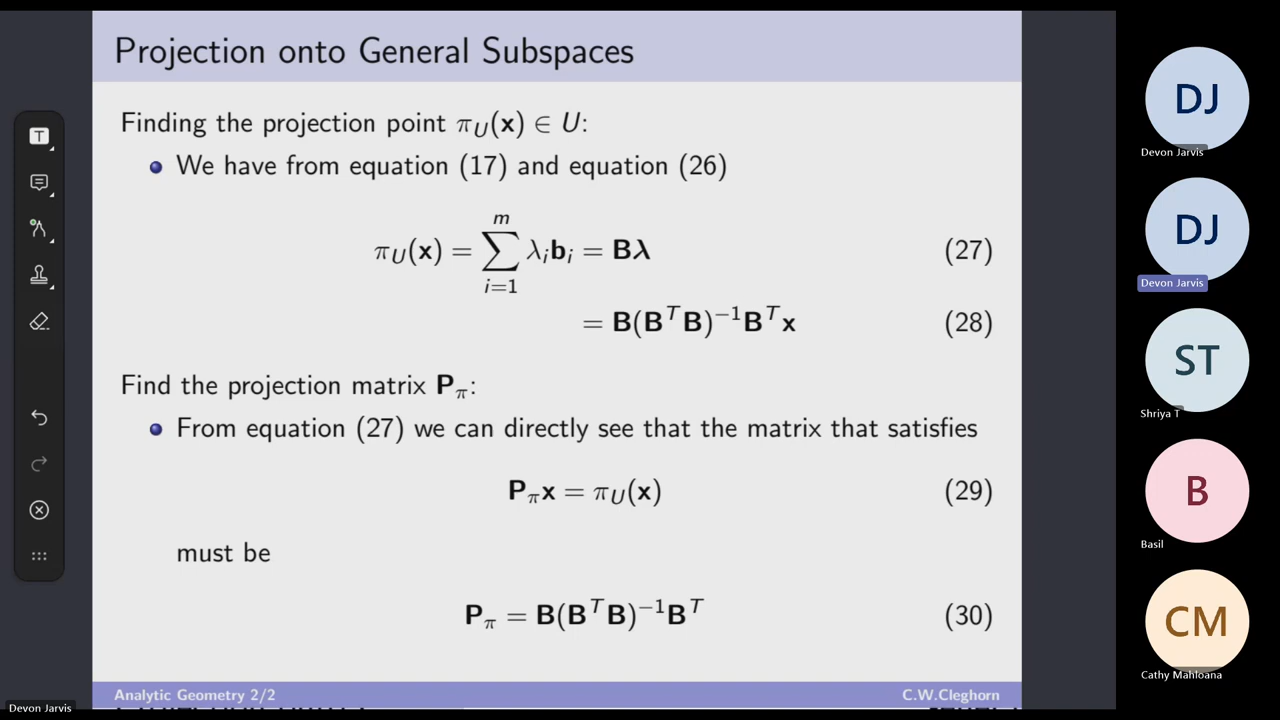 Projection onto General Subspaces
Finding the projection point π_U(x) ∈ U:
We have from equation (17) and equation (26)
π_U(x) = ∑_{i=1}^{m} λ_i b_i = Bλ (27)
= B(B^T B)^{-1} B^T x (28)
Find the projection matrix P_π:
From equation (27) we can directly see that the matrix that satisfies
P_π x = π_U(x) (29)
must be
P_π = B(B^T B)^{-1} B^T (30)
Analytic Geometry 2/2 C.W.Cleghorn
T
DJ
Devon Jarvis
DJ
Devon Jarvis
ST
Shriya T
B
Basil
CM
Cathy Mahloana
Devon Jarvis